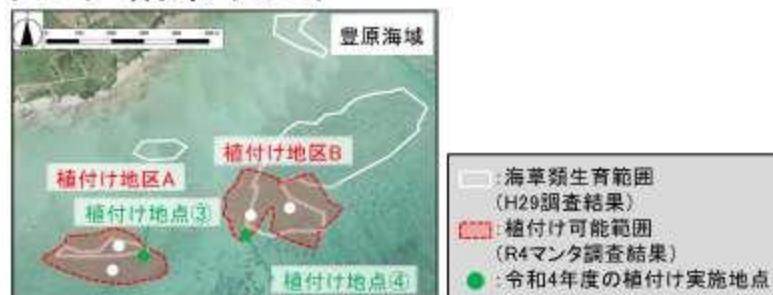 豊原海域
植付け地区B
植付け地区A
植付け地点③
植付け地点④
:海草類生育範囲
(H29調査結果)
:植付け可能範囲
(R4マンタ調査結果)
:令和4年度の植付け実施地点